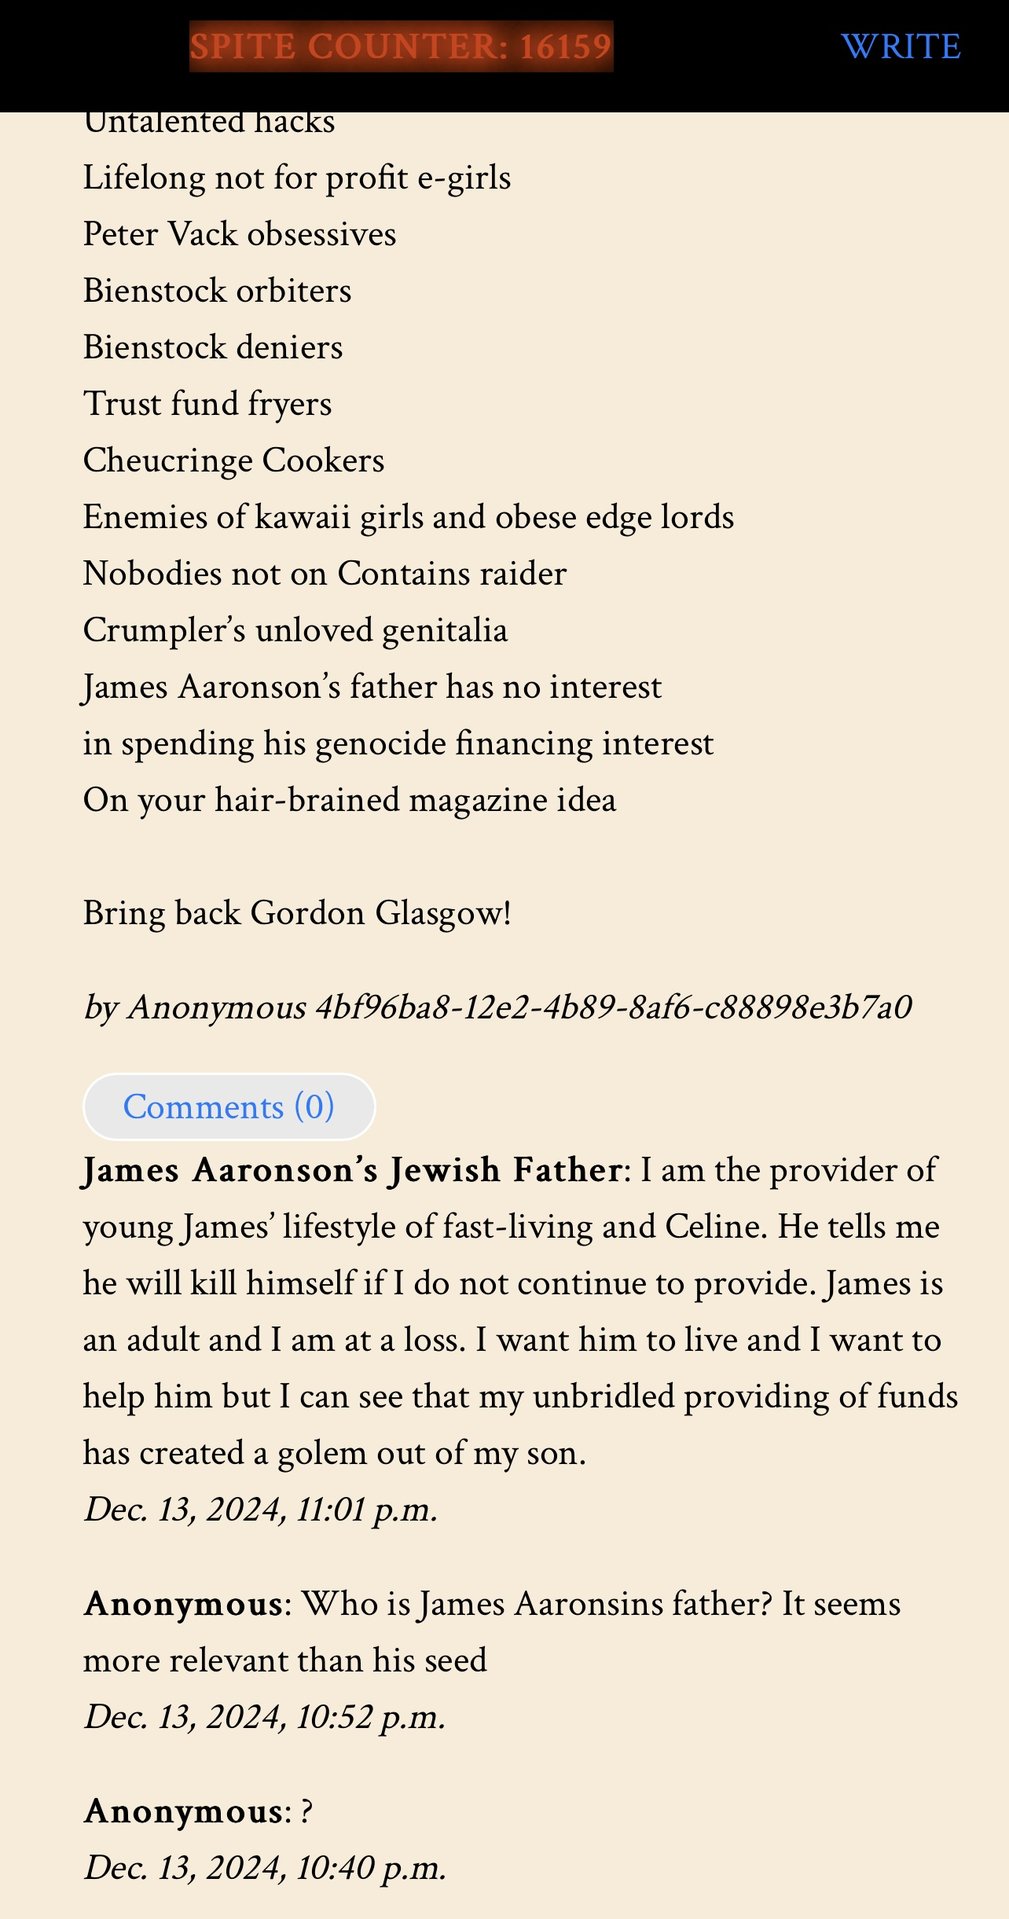 SPITE COUNTER: 16159
WRITE
Untalented hacks
Lifelong not for profit e-girls
Peter Vack obsessives
Bienstock orbiters
Bienstock deniers
Trust fund fryers
Cheucringe Cookers
Enemies of kawaii girls and obese edge lords
Nobodies not on Contains raider
Crumpler’s unloved genitalia
James Aaronson’s father has no interest
in spending his genocide financing interest
On your hair-brained magazine idea
Bring back Gordon Glasgow!
by Anonymous 4bf96ba8-12e2-4b89-8af6-c88898e3b7a0
Comments (0)
James Aaronson’s Jewish Father: I am the provider of
young James’ lifestyle of fast-living and Celine. He tells me
he will kill himself if I do not continue to provide. James is
an adult and I am at a loss. I want him to live and I want to
help him but I can see that my unbridled providing of funds
has created a golem out of my son.
Dec. 13, 2024, 11:01 p.m.
Anonymous: Who is James Aaronsins father? It seems
more relevant than his seed
Dec. 13, 2024, 10:52 p.m.
Anonymous: ?
Dec. 13, 2024, 10:40 p.m.